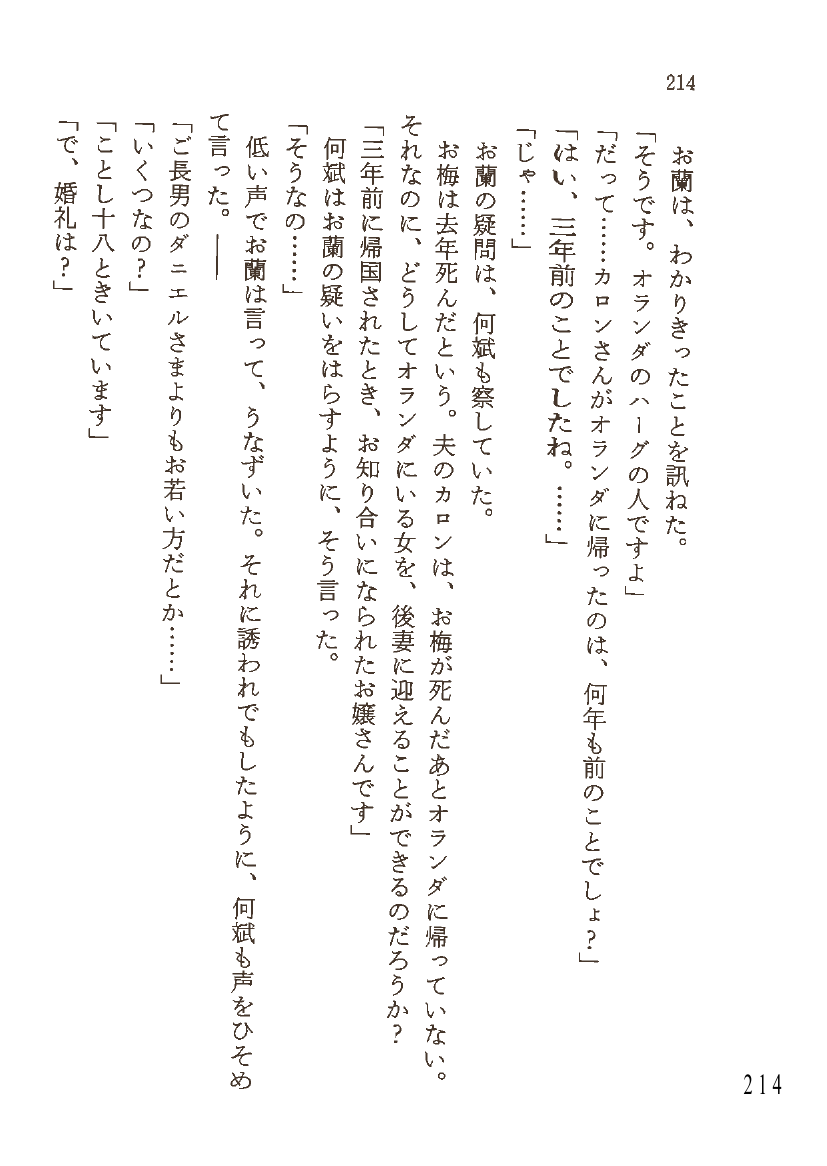 214
お蘭は、わかりきったことを訊ねた。
「そうです。オランダのハーグの人ですよ」
「だって……カロンさんがオランダに帰ったのは、何年も前のことでしょ?」
「はい、三年前のことでしたね。……」
「じゃ……」
お蘭の疑問は、何斌も察していた。
お梅は去年死んだという。夫のカロンは、お梅が死んだあとオランダに帰っていない。
それなのに、どうしてオランダにいる女を、後妻に迎えることができるのだろうか?
「三年前に帰国されたとき、お知り合いになられたお嬢さんです」
何斌はお蘭の疑いをはらすように、そう言った。
「そうなの……」
低い声でお蘭は言って、うなずいた。それに誘われでもしたように、何斌も声をひそめ
て言った。――
「ご長男のダニエルさまよりもお若い方だとか……」
「いくつなの?」
「ことし十八ときいています」
「で、婚礼は?」
214